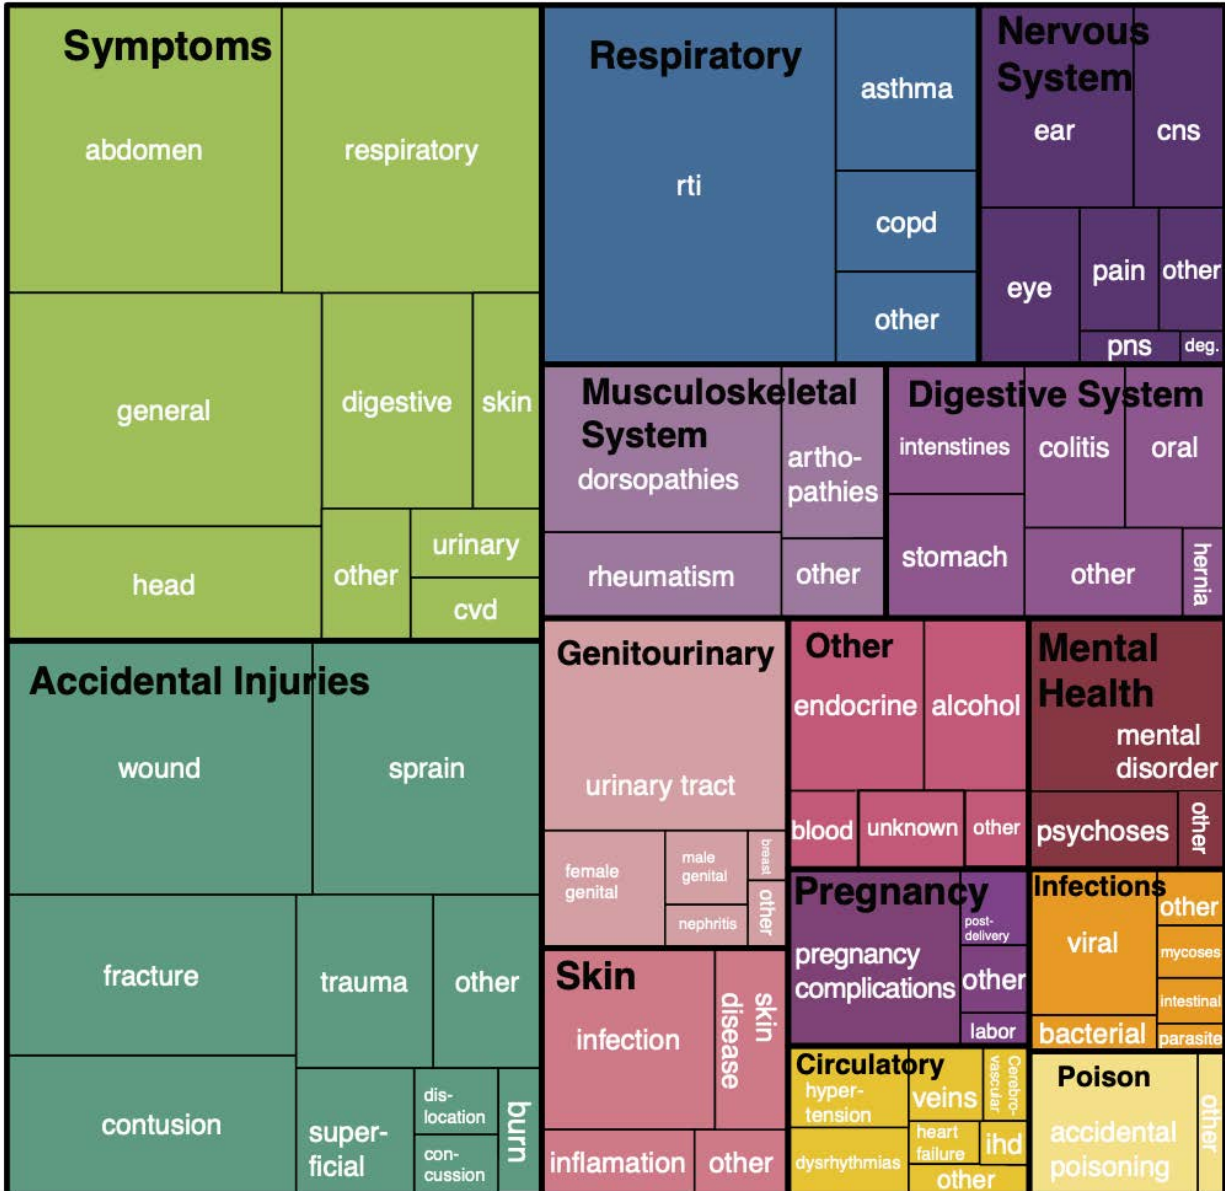 Symptoms
abdomen
respiratory
general
digestive
skin
head
other
urinary
cvd
Accidental Injuries
wound
sprain
fracture
trauma
other
contusion
super-
ficial
dis-
location
con-
cussion
burn
Respiratory
rti
asthma
copd
other
Nervous
System
ear
cns
eye
pain
other
pns
deg.
Musculoskeletal
System
dorsopathies
artho-
pathies
rheumatism
other
Digestive System
intenstines
colitis
oral
stomach
other
hernia
Genitourinary
urinary tract
female
genital
male
genital
nephritis
breast
other
Other
endocrine
alcohol
blood
unknown
other
Mental
Health
mental
disorder
psychoses
other
Skin
infection
skin
disease
inflamation
other
Pregnancy
pregnancy
complications
post-
delivery
other
labor
Infections
viral
bacterial
other
mycoses
intestinal
parasite
Circulatory
hyper-
tension
dysrhythmias
veins
Cerebro-
vascular
heart
failure
ihd
other
Poison
accidental
poisoning
other